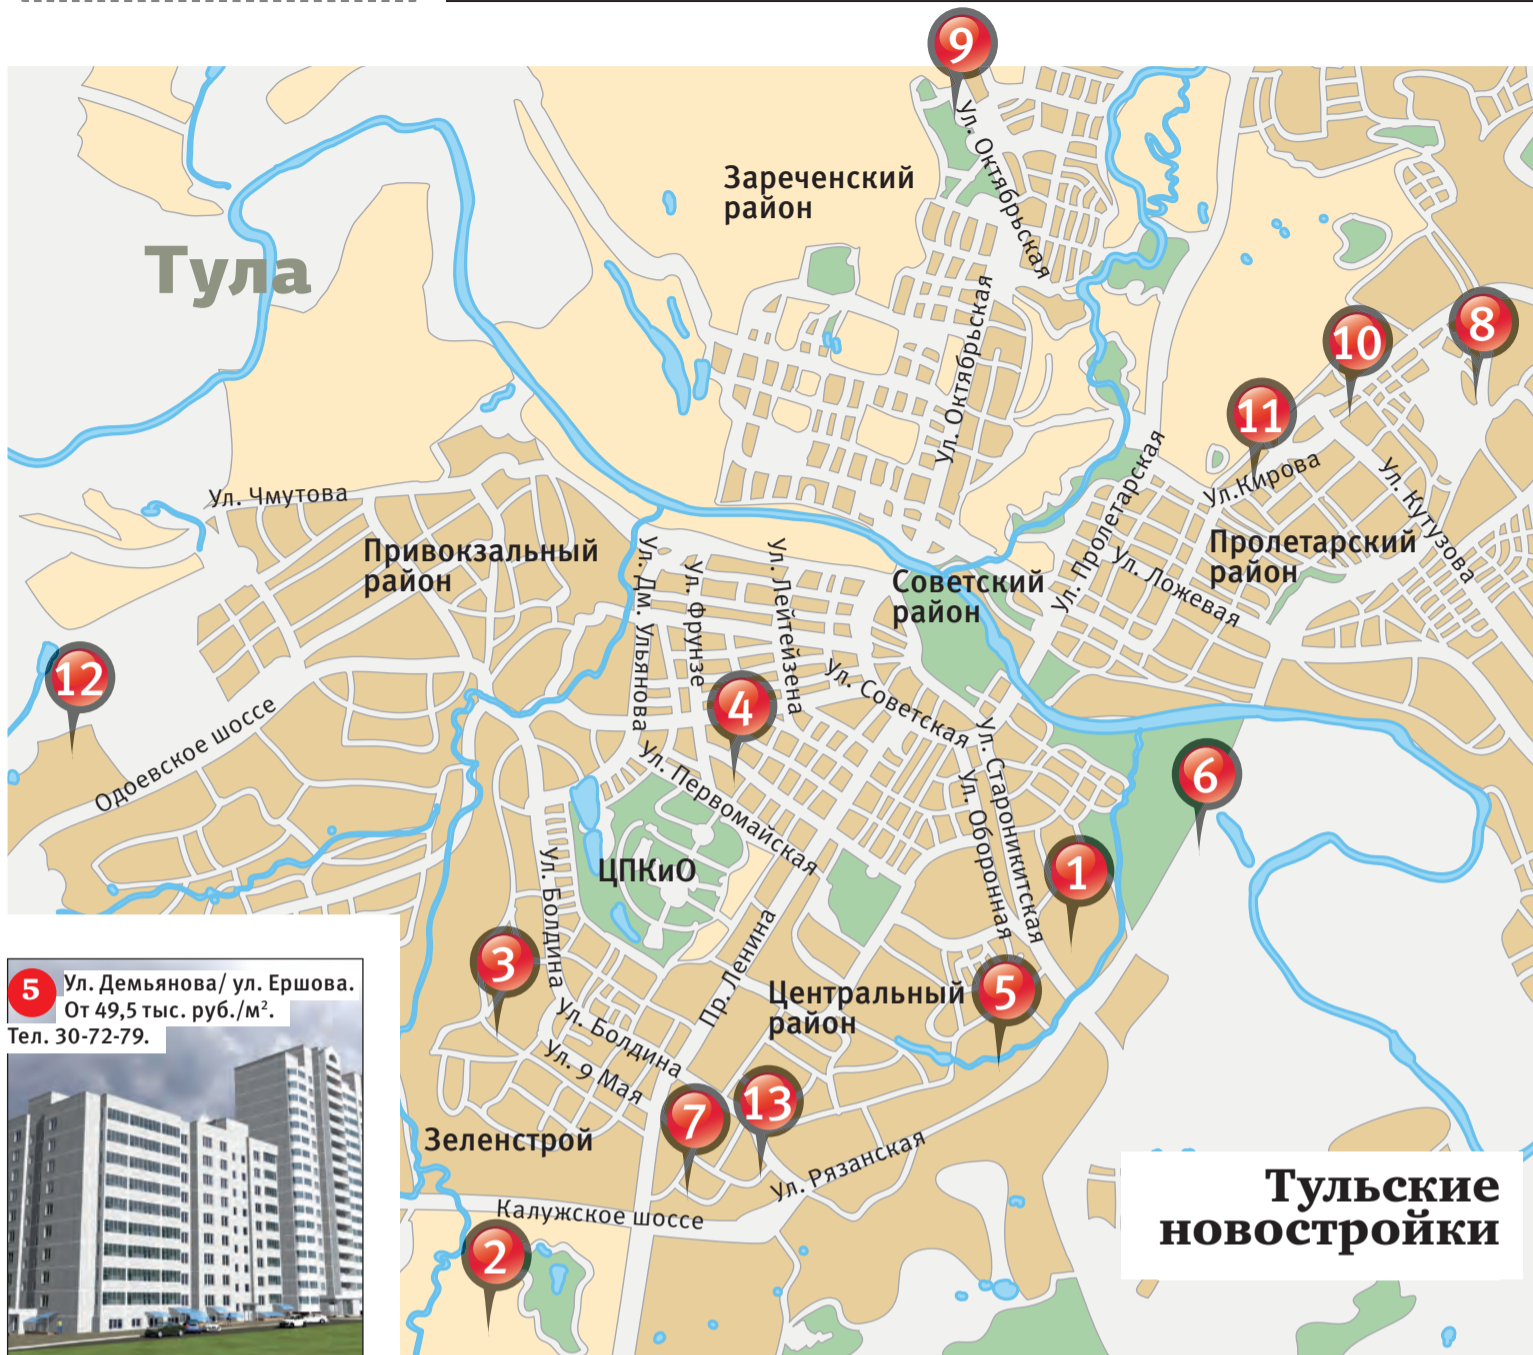 9
Ул. Октябрьская
Зареченский
район
Тула
Ул. Октябрьская
8
10
11
Ул. Пролетарская
Ул.Кирова
Ул. Кутузова
Ул. Чмутова
Привокзальный
район
Ул. Дм. Ульянова
Ул. Фрунзе
Ул. Лейтейзена
Советский
район
Ул. Ложевая
Пролетарский
район
12
4
Ул. Советская
Одоевское шоссе
Ул. Первомайская
Ул. Староникитская
Ул. Оборонная
6
1
ЦПКиО
Ул. Болдина
3
Пр. Ленина
Центральный
район
5
5
Ул. Демьянова/ ул. Ершова.
От 49,5 тыс. руб./м².
Тел. 30-72-79.
Ул. Болдина
Ул. 9 Мая
7
13
Зеленстрой
Ул. Рязанская
Калужское шоссе
2
Тульские
новостройки